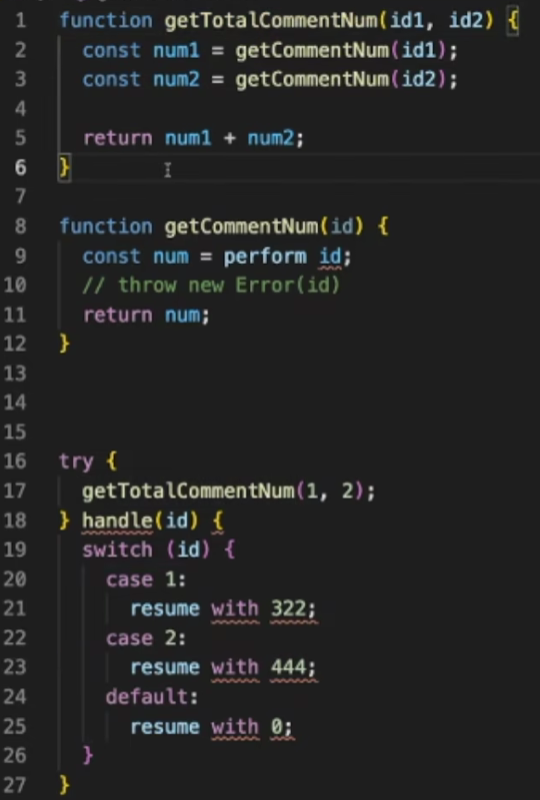 1 function getTotalCommentNum(id1, id2) {
2 const num1 = getCommentNum(id1);
3 const num2 = getCommentNum(id2);
4
5 return num1 + num2;
6 }
7
8 function getCommentNum(id) {
9 const num = perform id;
10 // throw new Error(id)
11 return num;
12 }
13
14
15
16 try {
17 getTotalCommentNum(1, 2);
18 } handle(id) {
19 switch (id) {
20 case 1:
21 resume with 322;
22 case 2:
23 resume with 444;
24 default:
25 resume with 0;
26 }
27 }